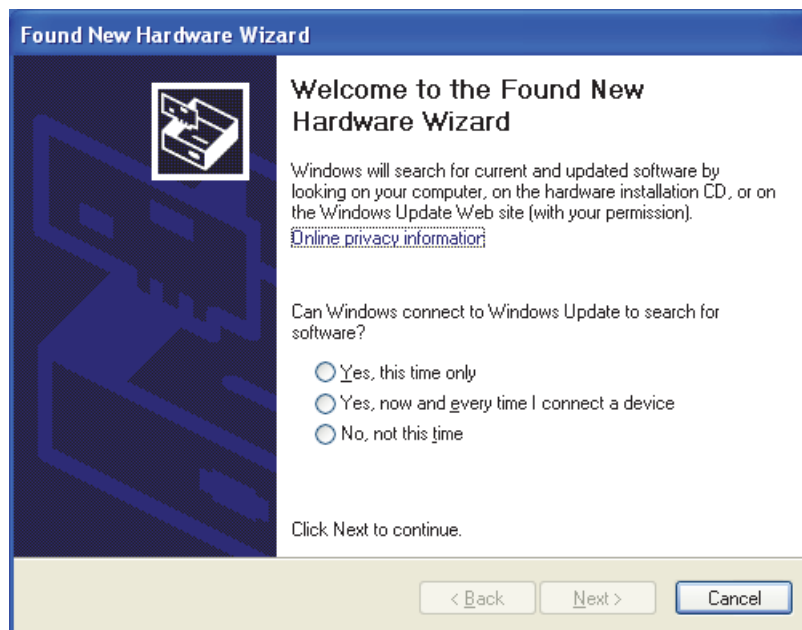 Found New Hardware Wizard
Welcome to the Found New
Hardware Wizard
Windows will search for current and updated software by
looking on your computer, on the hardware installation CD, or on
the Windows Update Web site (with your permission).
Online privacy information
Can Windows connect to Windows Update to search for
software?
Yes, this time only
Yes, now and every time I connect a device
No, not this time
Click Next to continue.
< Back Next > Cancel